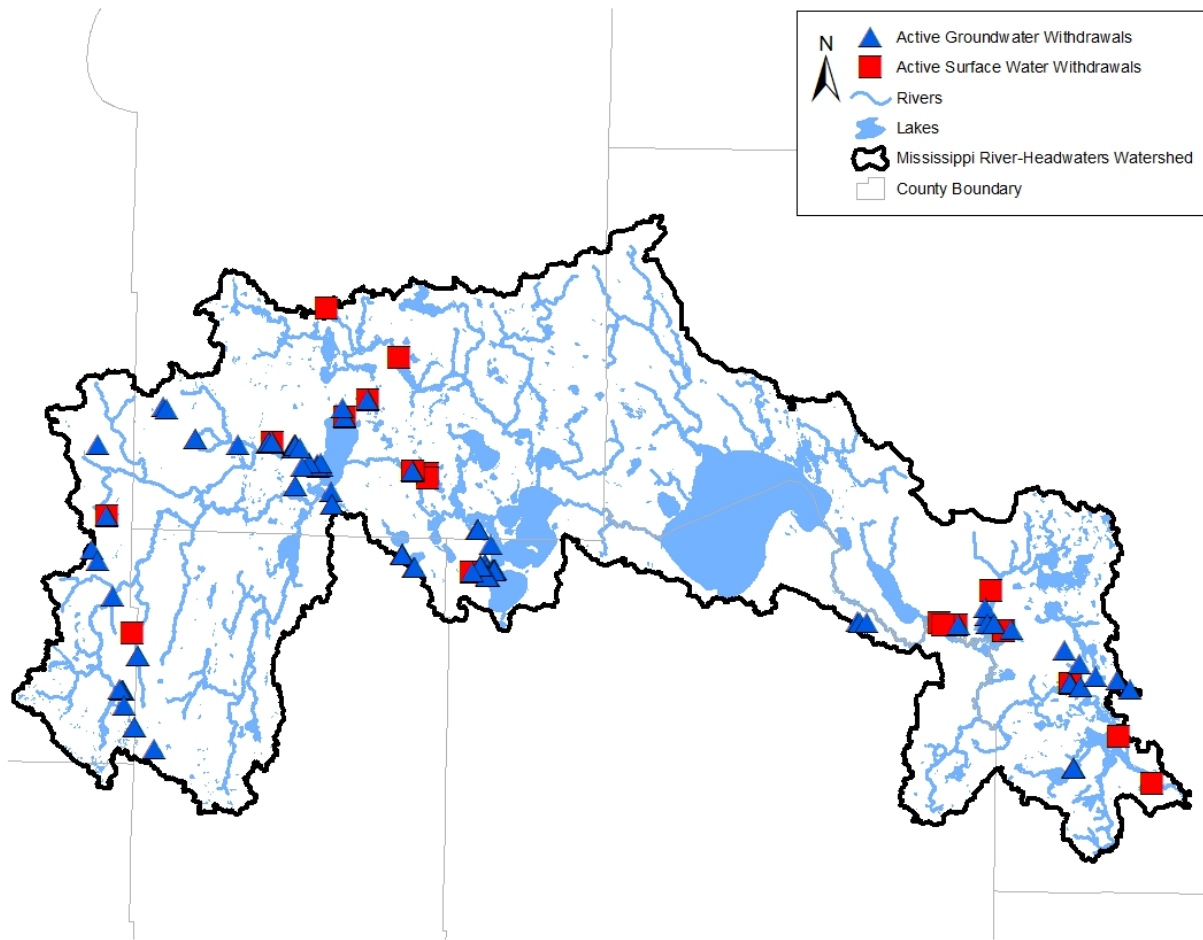 N
Active Groundwater Withdrawals
Active Surface Water Withdrawals
Rivers
Lakes
Mississippi River-Headwaters Watershed
County Boundary